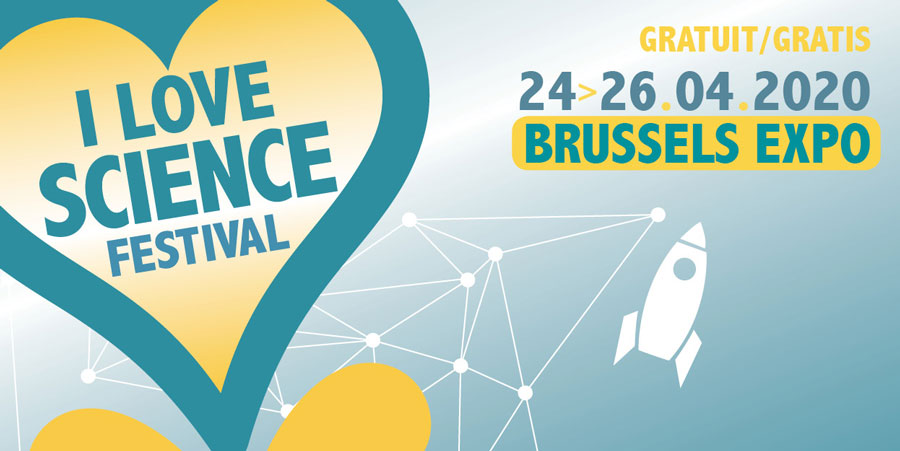 I LOVE
SCIENCE
FESTIVAL
GRATUIT/GRATIS
24>26.04.2020
BRUSSELS EXPO